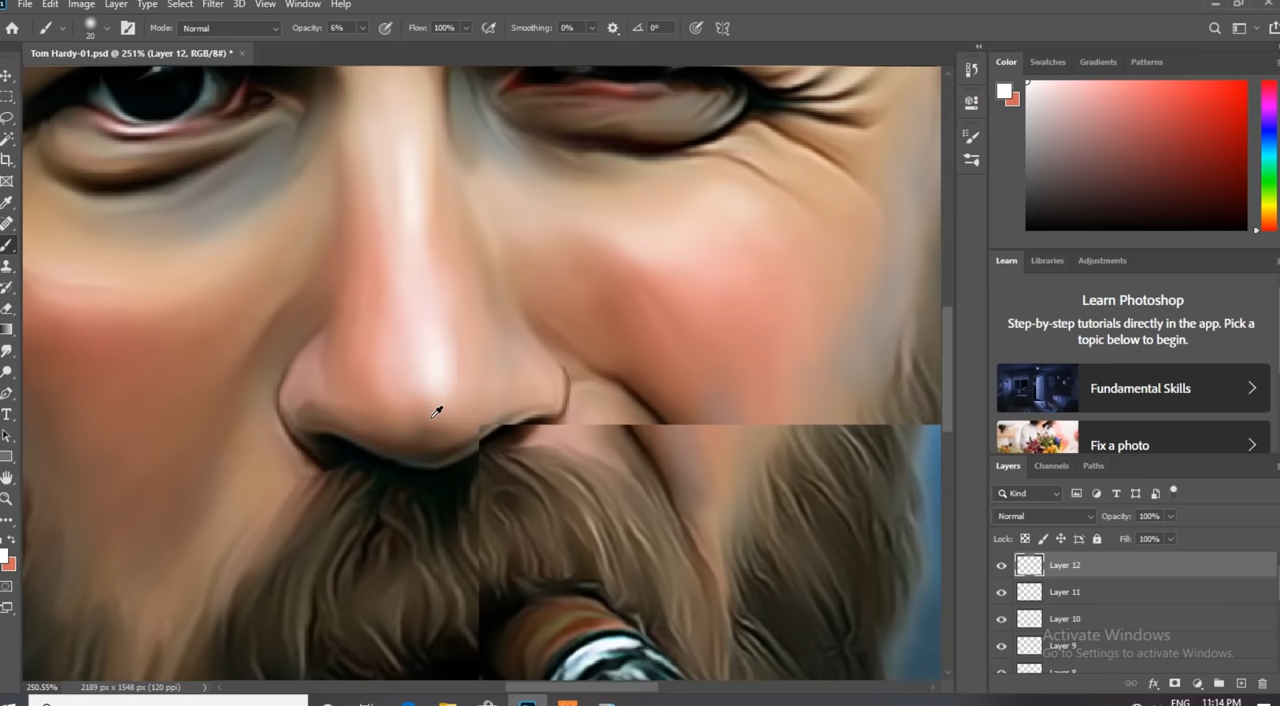 File Edit Image Layer Type Select Filter 3D View Window Help
20 Mode: Normal Opacity: 6% Flow: 100% Smoothing: 0% 0°
Tom Hardy-01.psd @ 251% (Layer 12, RGB/8#) *
Color Swatches Gradients Patterns
Learn Libraries Adjustments
Learn Photoshop
Step-by-step tutorials directly in the app. Pick a
topic below to begin.
Fundamental Skills
Fix a photo
Layers Channels Paths
Kind
Normal Opacity: 100%
Lock: Fill: 100%
Layer 12
Layer 11
Layer 10
Layer 9
Activate Windows
Go to Settings to activate Windows.
250.55% 2189 px x 1548 px (120 ppi)
ENG 11:14 PM